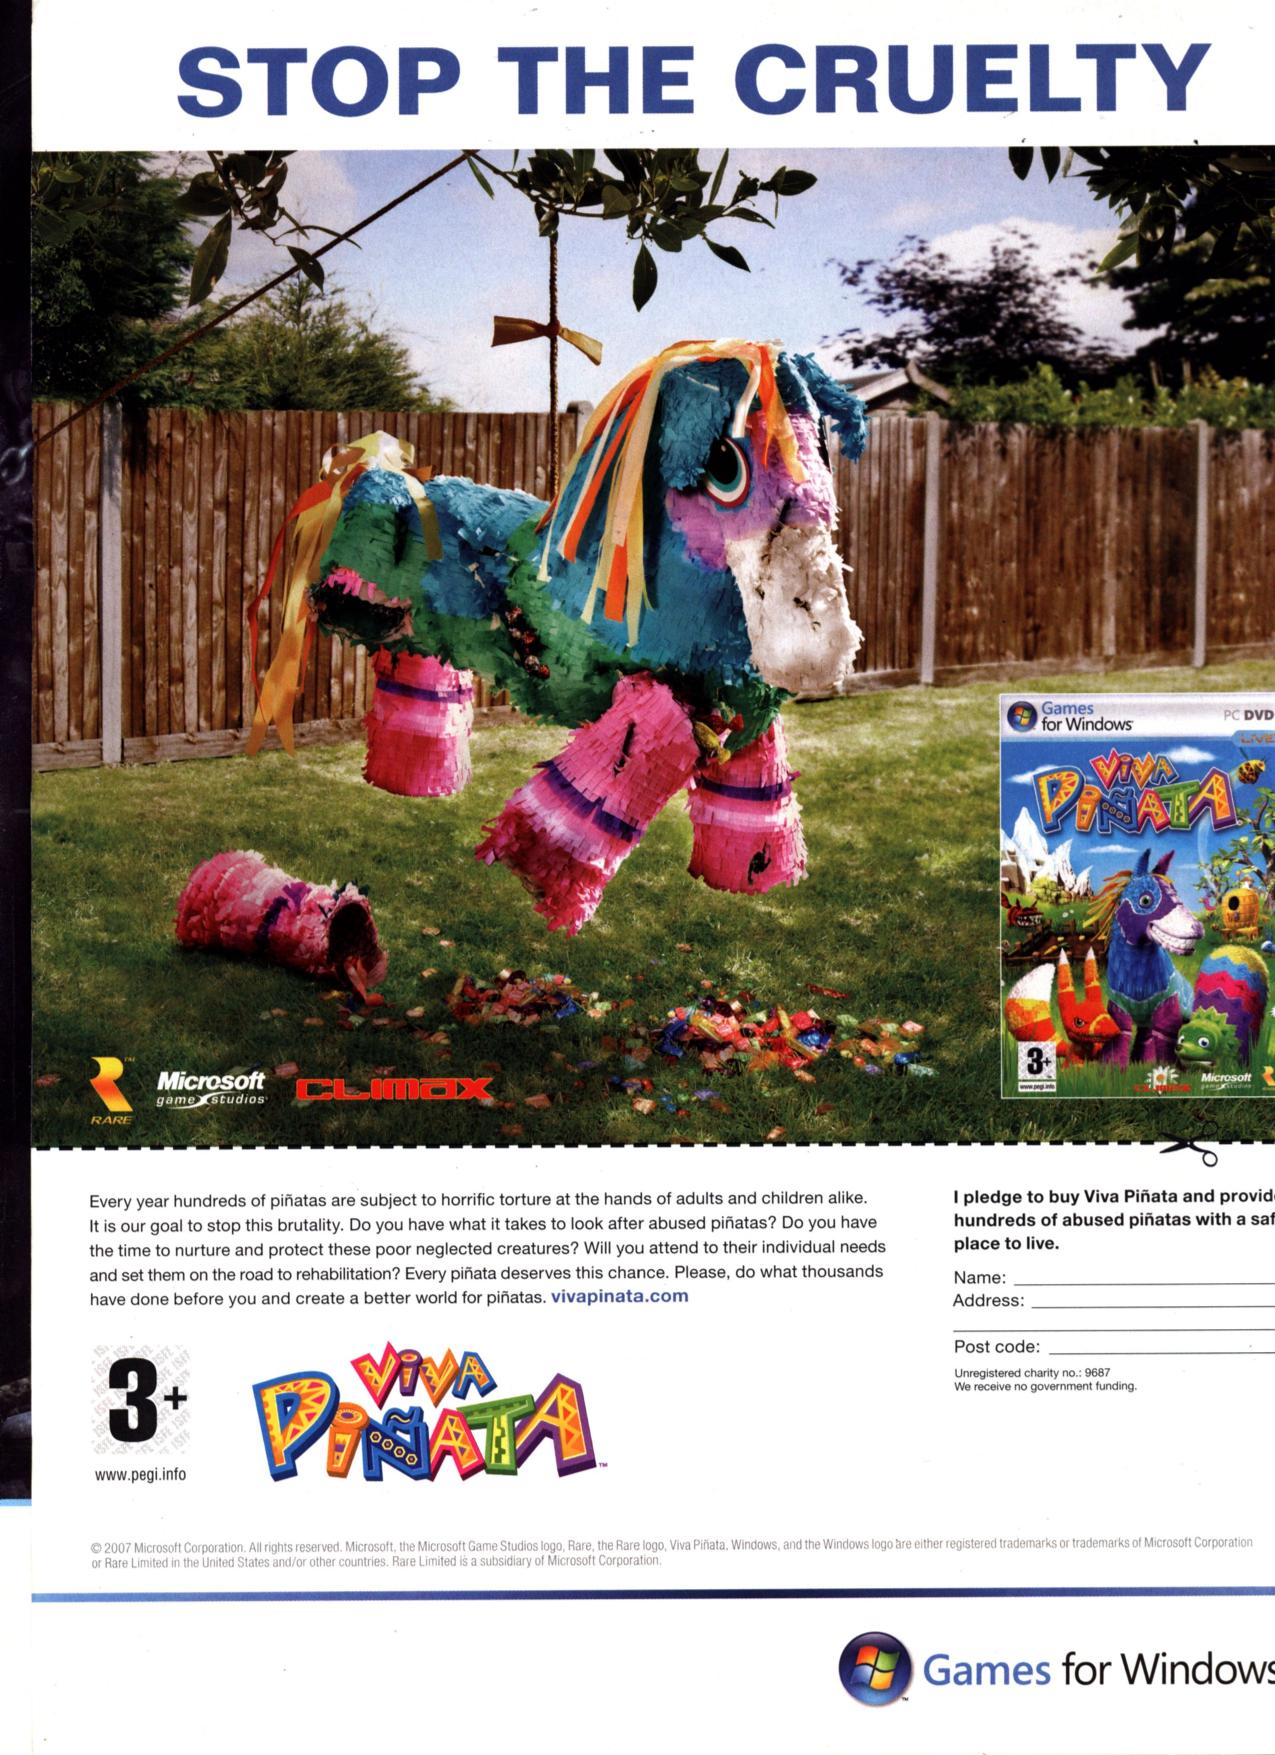 STOP THE CRUELTY
Games
for Windows
PC DVD
LIVE
VIVA
PIÑATA
3+
www.pegi.info
Microsoft
game studios
RARE
Microsoft
game studios
CLIMAX
Every year hundreds of piñatas are subject to horrific torture at the hands of adults and children alike.
It is our goal to stop this brutality. Do you have what it takes to look after abused piñatas? Do you have
the time to nurture and protect these poor neglected creatures? Will you attend to their individual needs
and set them on the road to rehabilitation? Every piñata deserves this chance. Please, do what thousands
have done before you and create a better world for piñatas. vivapinata.com
I pledge to buy Viva Piñata and provid
hundreds of abused piñatas with a saf
place to live.
Name:
Address:
Post code:
Unregistered charity no.: 9687
We receive no government funding.
3+
www.pegi.info
VIVA
PIÑATA™
© 2007 Microsoft Corporation. All rights reserved. Microsoft, the Microsoft Game Studios logo, Rare, the Rare logo, Viva Piñata, Windows, and the Windows logo are either registered trademarks or trademarks of Microsoft Corporation
or Rare Limited in the United States and/or other countries. Rare Limited is a subsidiary of Microsoft Corporation.
Games for Windows